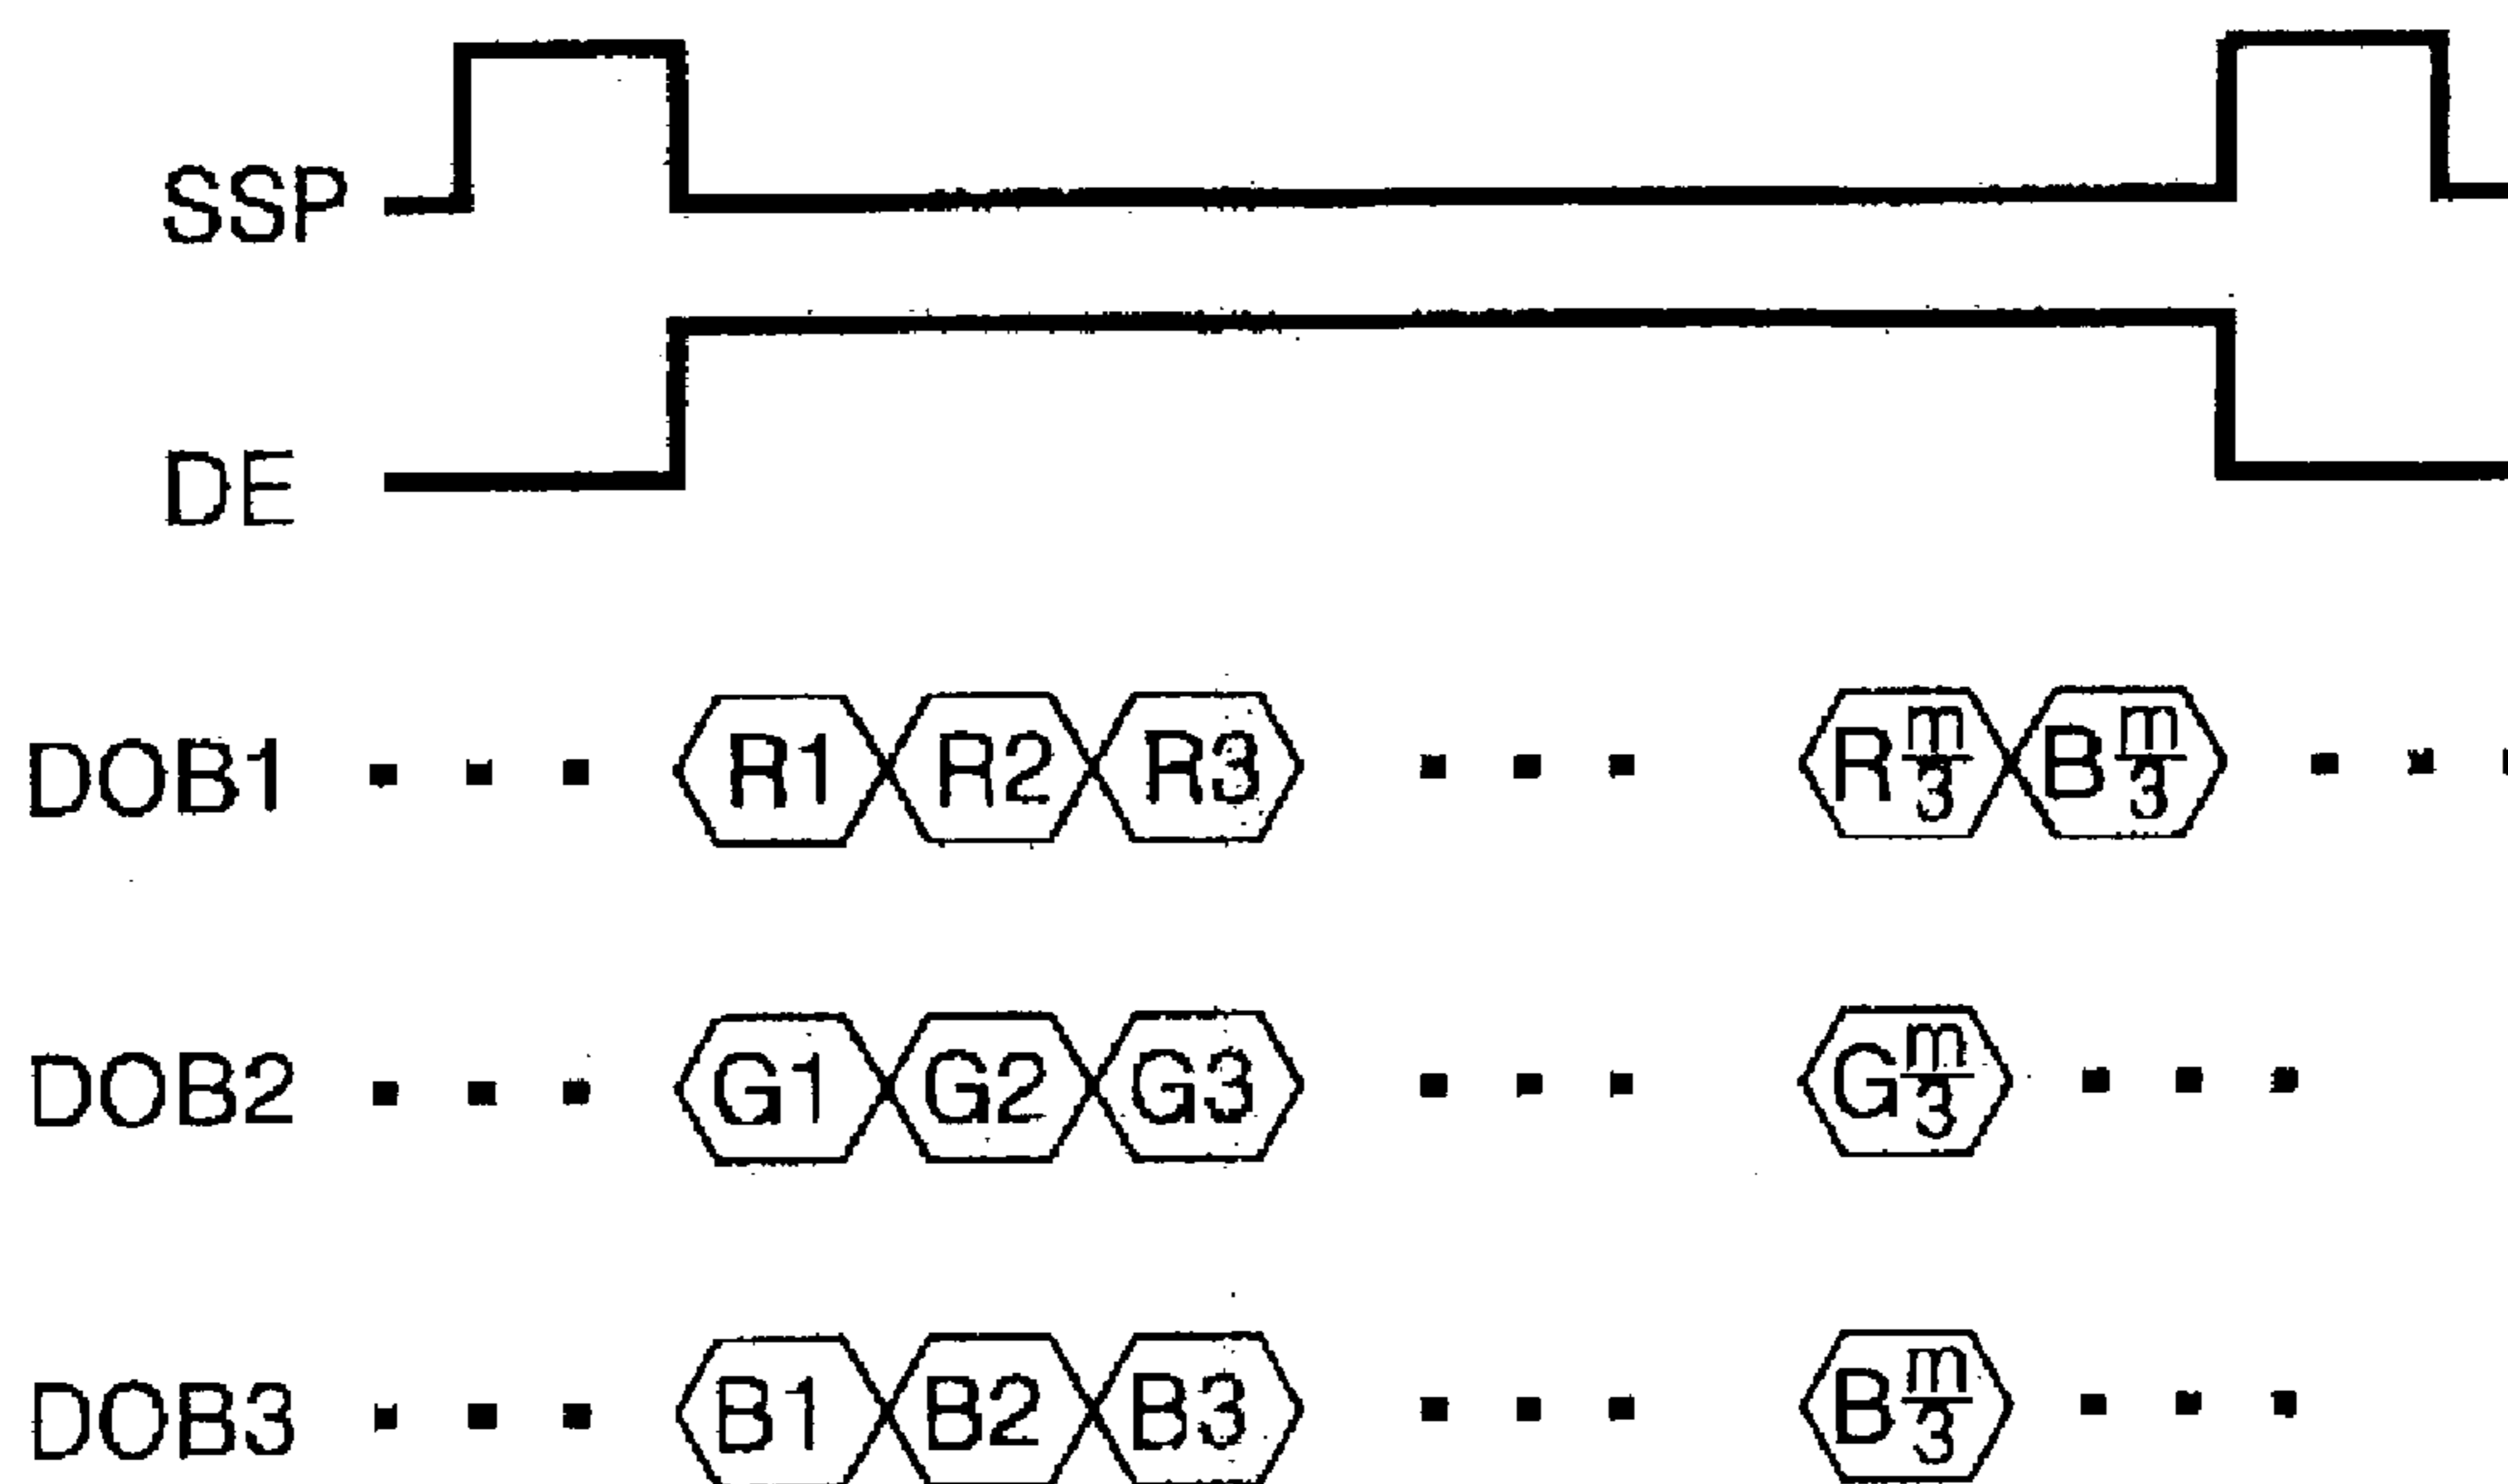 SSP
DE
DOB1 ▪ ▪ ▪ R1 R2 R3 ▪ ▪ ▪ Rm/3 Bm/3 ▪ ▪ ▪
DOB2 ▪ ▪ ▪ G1 G2 G3 ▪ ▪ ▪ Gm/3 ▪ ▪ ▪
DOB3 ▪ ▪ ▪ B1 B2 B3 ▪ ▪ ▪ Bm/3 ▪ ▪ ▪